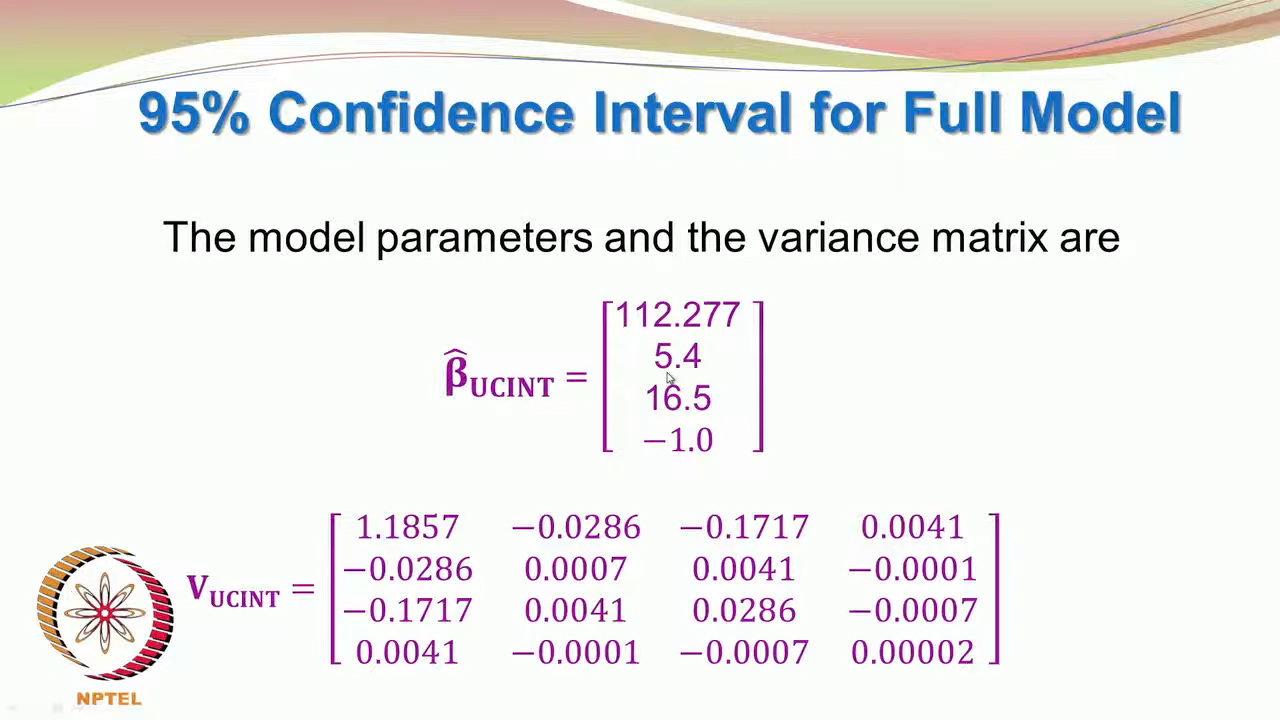 95% Confidence Interval for Full Model
The model parameters and the variance matrix are
β̂_UCINT = [112.277
5.4
16.5
−1.0]
V_UCINT = [1.1857 −0.0286 −0.1717 0.0041
−0.0286 0.0007 0.0041 −0.0001
−0.1717 0.0041 0.0286 −0.0007
0.0041 −0.0001 −0.0007 0.00002]
NPTEL